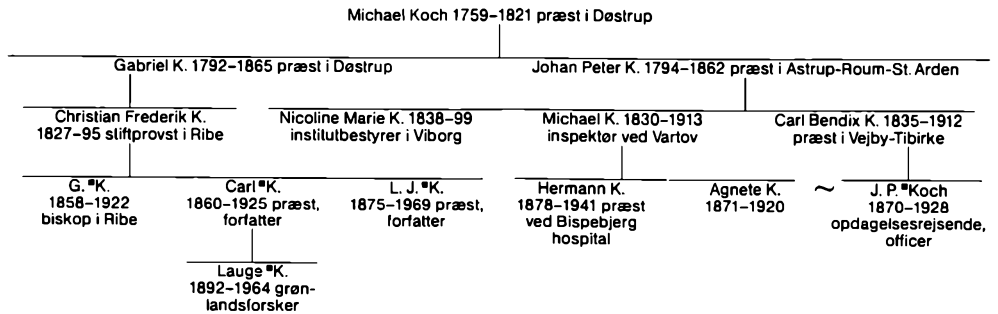 Michael Koch 1759–1821 præst i Døstrup
Gabriel K. 1792–1865 præst i Døstrup
Johan Peter K. 1794–1862 præst i Astrup-Roum-St. Arden
Christian Frederik K.
1827–95 stiftprovst i Ribe
Nicoline Marie K. 1838–99
institutbestyrer i Viborg
Michael K. 1830–1913
inspektør ved Vartov
Carl Bendix K. 1835–1912
præst i Vejby-Tibirke
G. *K.
1858–1922
biskop i Ribe
Carl *K.
1860–1925 præst,
forfatter
L. J. *K.
1875–1969 præst,
forfatter
Hermann K.
1878–1941 præst
ved Bispebjerg
hospital
Agnete K.
1871–1920
~
J. P. *Koch
1870–1928
opdagelsesrejsende,
officer
Lauge *K.
1892–1964 grøn-
landsforsker